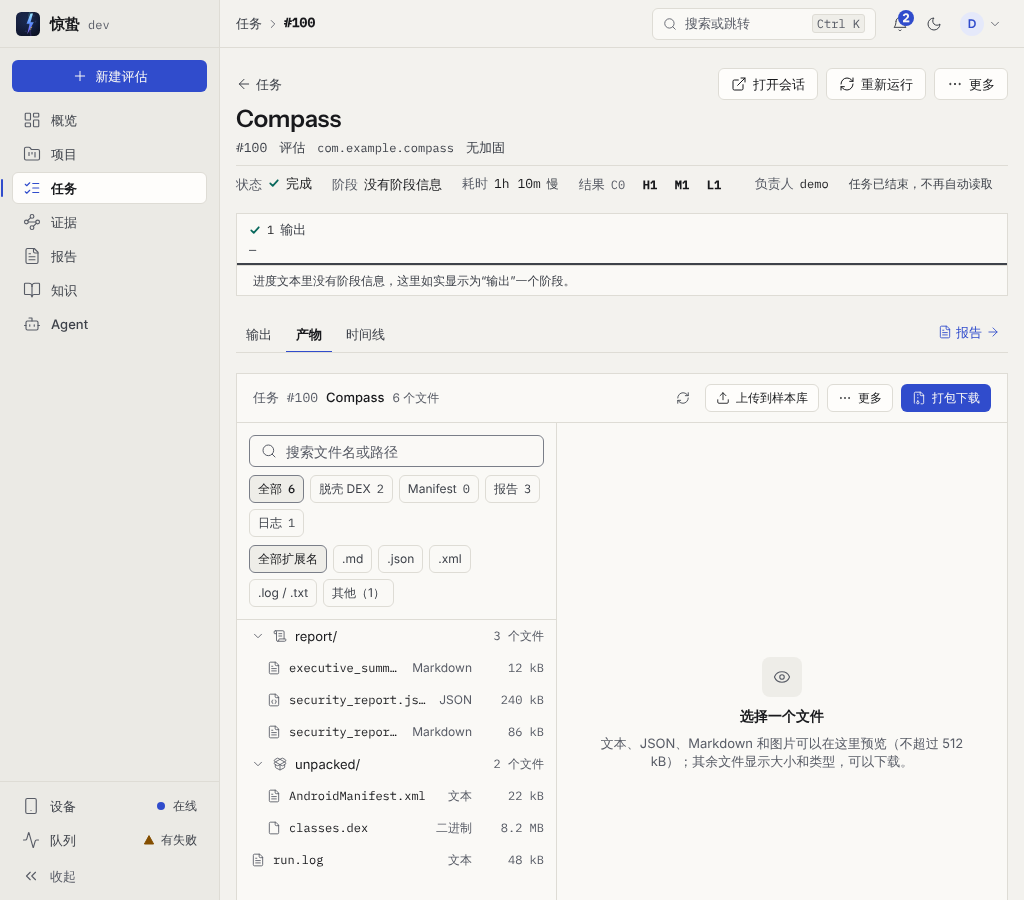 惊蛰 dev
任务 #100
搜索或跳转 Ctrl K
2
D
新建评估
概览
项目
任务
证据
报告
知识
Agent
设备 在线
队列 有失败
收起
任务
打开会话 重新运行 更多
Compass
#100 评估 com.example.compass 无加固
状态 完成 阶段 没有阶段信息 耗时 1h 10m 慢 结果 C0 H1 M1 L1 负责人 demo 任务已结束，不再自动读取
1 输出
—
进度文本里没有阶段信息，这里如实显示为“输出”一个阶段。
输出 产物 时间线
报告
任务 #100 Compass 6 个文件
上传到样本库 更多 打包下载
搜索文件名或路径
全部 6 脱壳 DEX 2 Manifest 0 报告 3
日志 1
全部扩展名 .md .json .xml
.log / .txt 其他（1）
report/ 3 个文件
executive_summ… Markdown 12 kB
security_report.js… JSON 240 kB
security_repor… Markdown 86 kB
unpacked/ 2 个文件
AndroidManifest.xml 文本 22 kB
classes.dex 二进制 8.2 MB
run.log 文本 48 kB
选择一个文件
文本、JSON、Markdown 和图片可以在这里预览（不超过 512
kB）；其余文件显示大小和类型，可以下载。